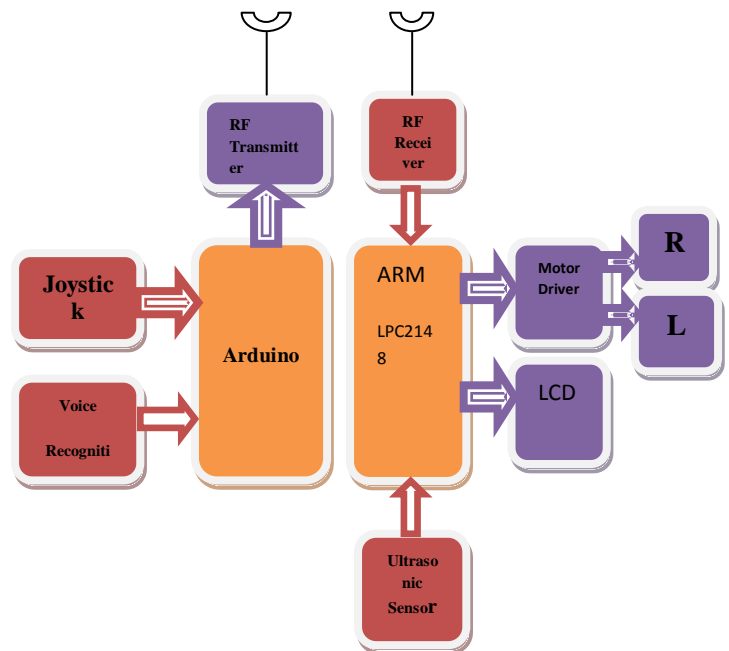 RF
Transmitt
er
RF
Recei
ver
Joystic
k
Arduino
ARM
LPC214
8
Motor
Driver
R
L
Voice
Recogniti
LCD
Ultraso
nic
Sensor